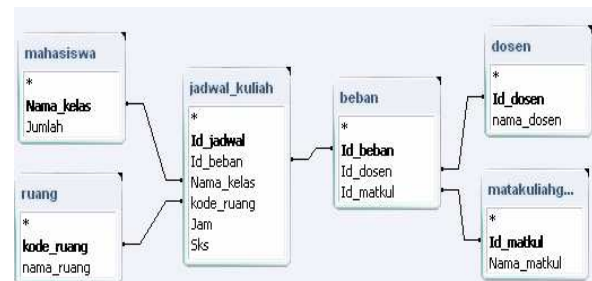 mahasiswa
*
Nama_kelas
Jumlah
ruang
*
kode_ruang
nama_ruang
jadwal_kuliah
*
Id_jadwal
Id_beban
Nama_kelas
kode_ruang
Jam
Sks
beban
*
Id_beban
Id_dosen
Id_matkul
dosen
*
Id_dosen
nama_dosen
matakuliahg...
*
Id_matkul
Nama_matkul